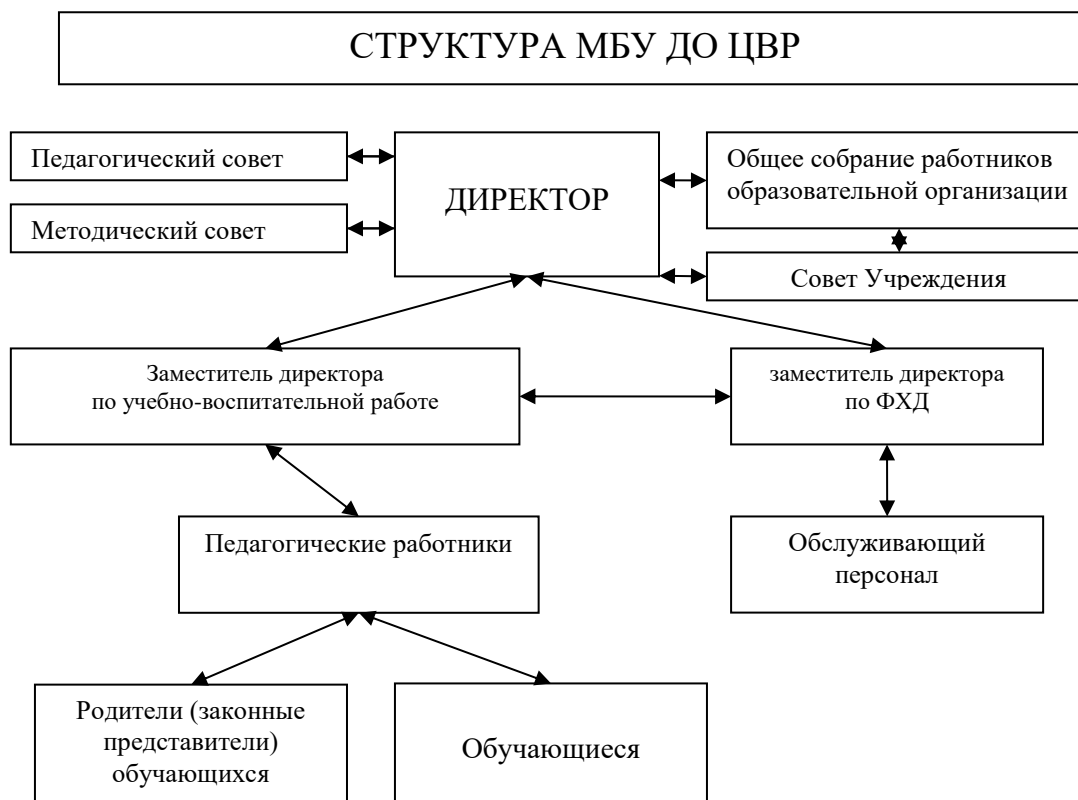 СТРУКТУРА МБУ ДО ЦВР
Педагогический совет
Методический совет
ДИРЕКТОР
Общее собрание работников
образовательной организации
Совет Учреждения
Заместитель директора
по учебно-воспитательной работе
заместитель директора
по ФХД
Педагогические работники
Обслуживающий
персонал
Родители (законные
представители)
обучающихся
Обучающиеся